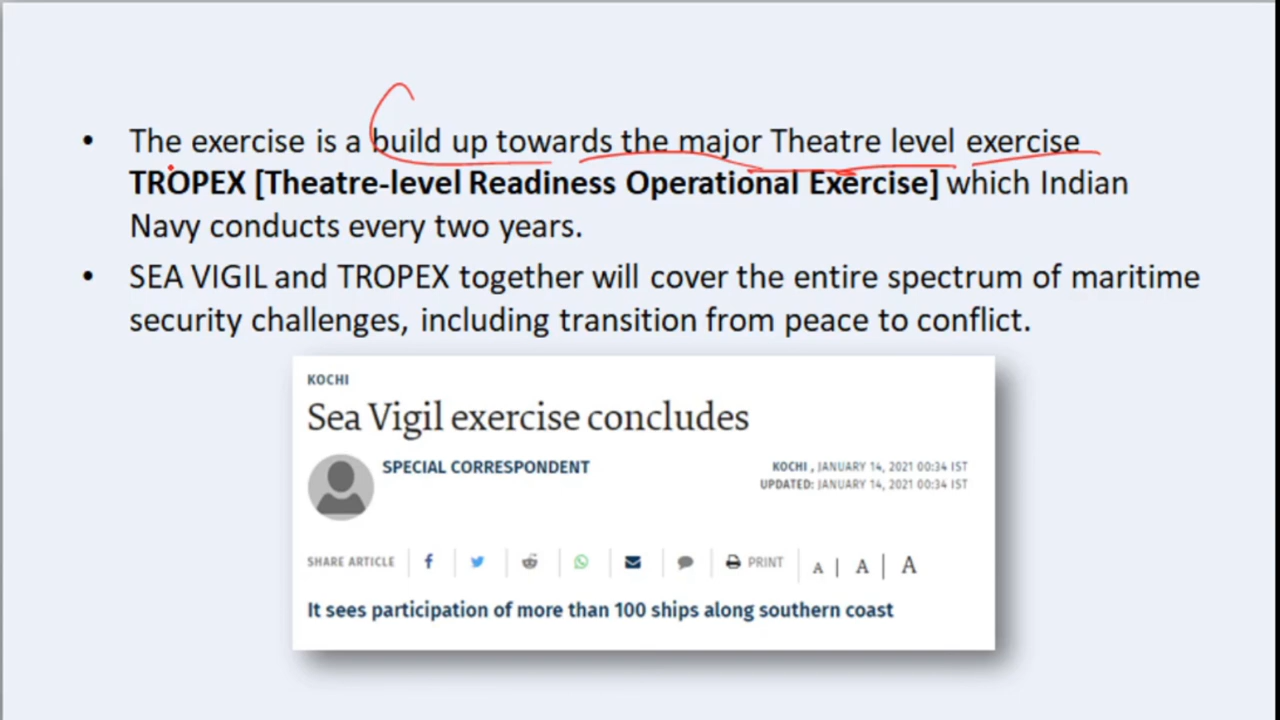 • The exercise is a build up towards the major Theatre level exercise
TROPEX [Theatre-level Readiness Operational Exercise] which Indian
Navy conducts every two years.
• SEA VIGIL and TROPEX together will cover the entire spectrum of maritime
security challenges, including transition from peace to conflict.
KOCHI
Sea Vigil exercise concludes
SPECIAL CORRESPONDENT
KOCHI , JANUARY 14, 2021 00:34 IST
UPDATED: JANUARY 14, 2021 00:34 IST
SHARE ARTICLE PRINT A | A | A
It sees participation of more than 100 ships along southern coast